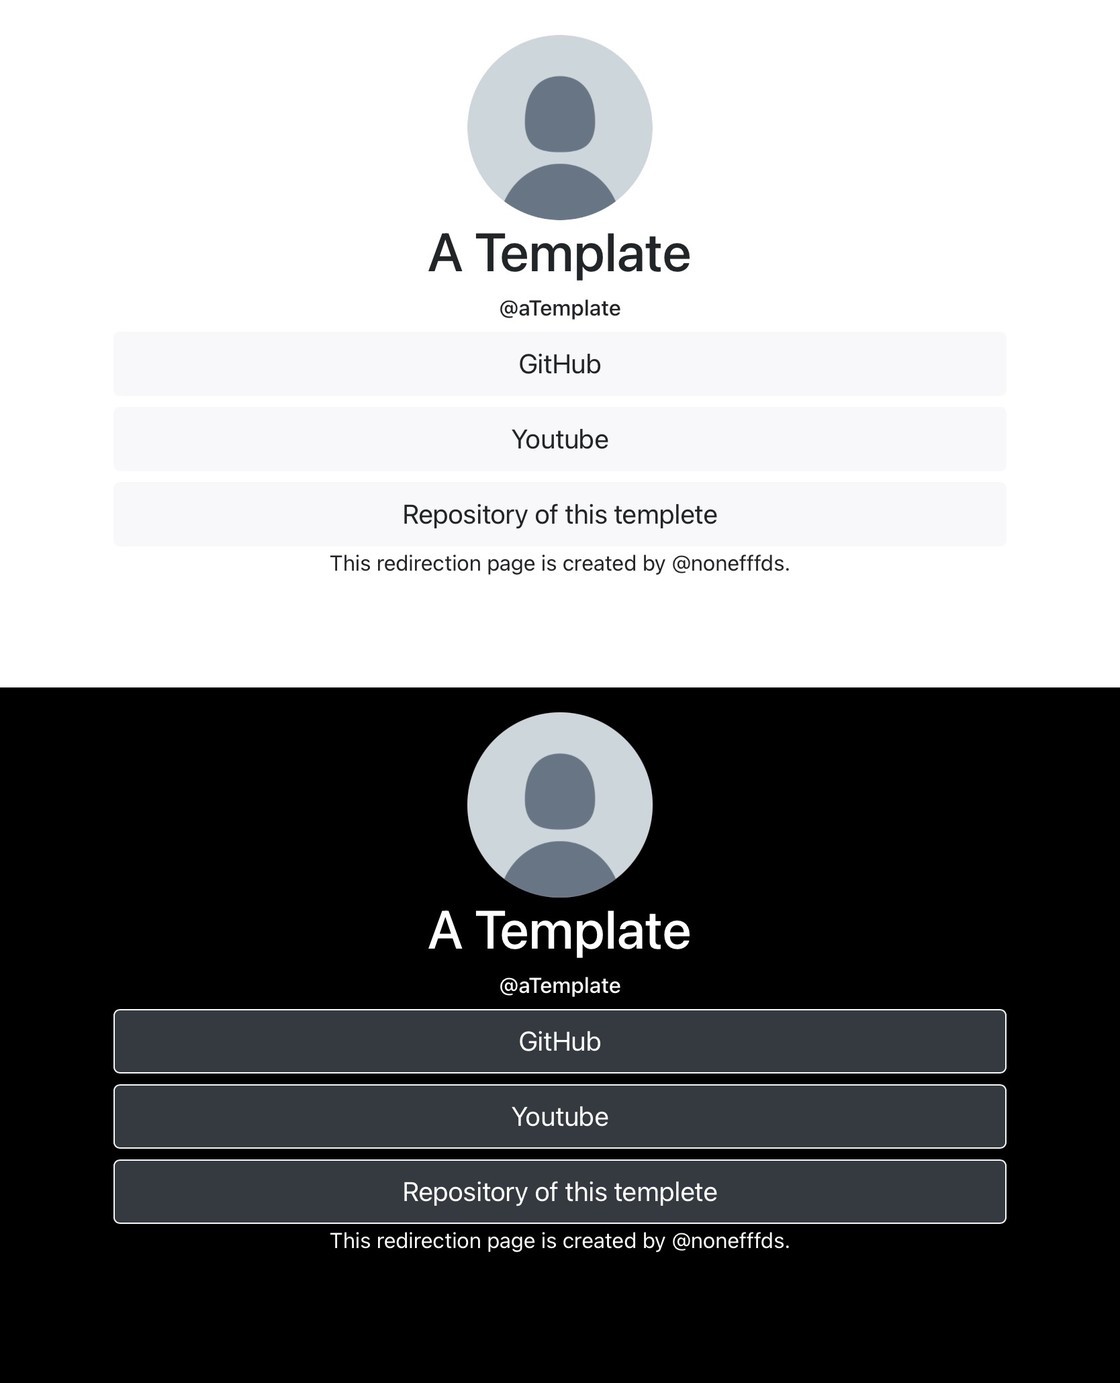 A Template
@aTemplate
GitHub
Youtube
Repository of this templete
This redirection page is created by @nonefffds.
A Template
@aTemplate
GitHub
Youtube
Repository of this templete
This redirection page is created by @nonefffds.